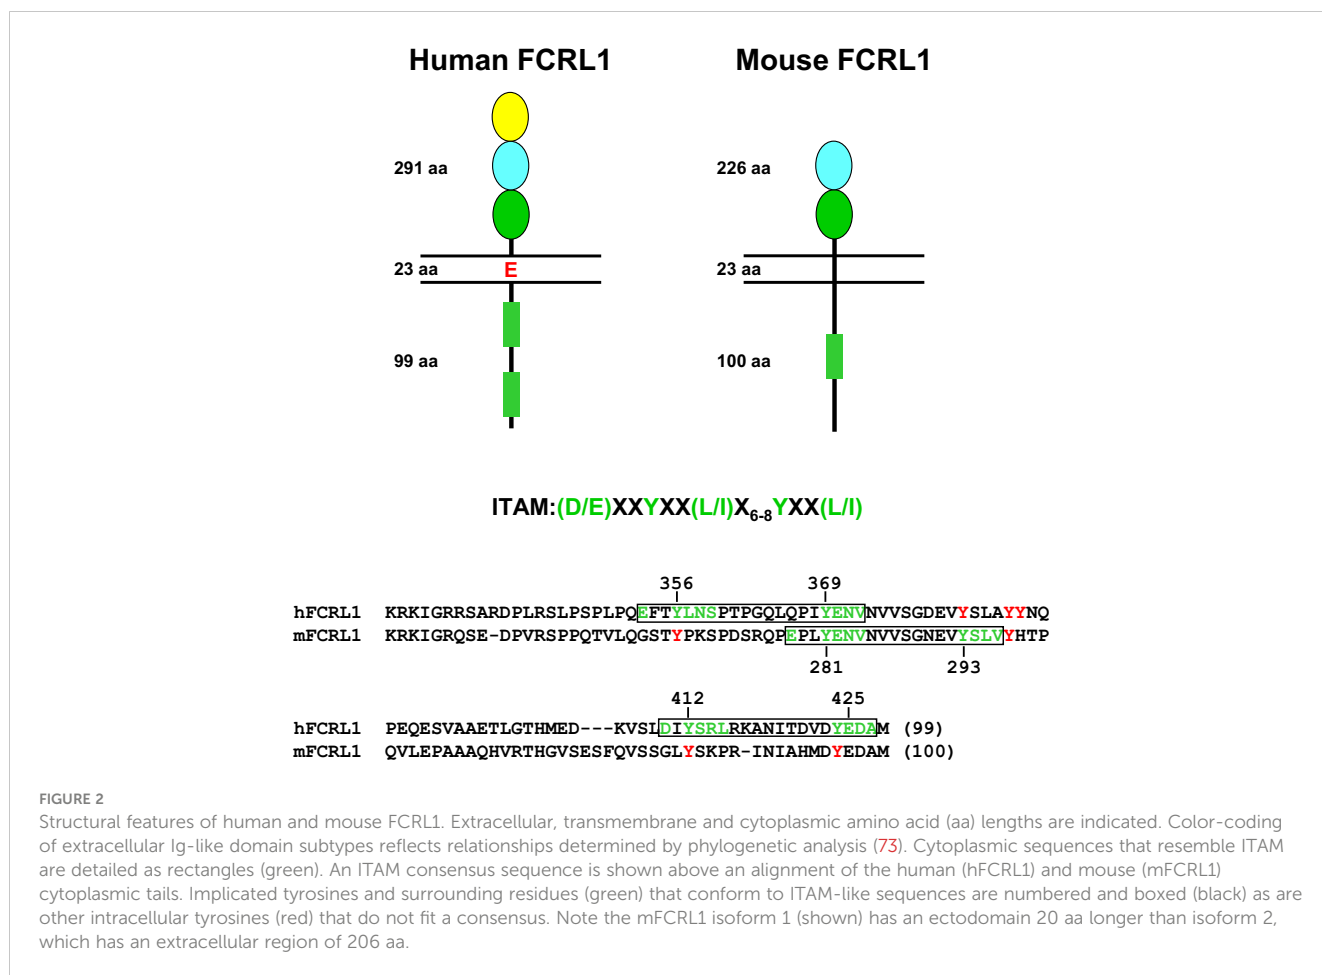 Human FCRL1 Mouse FCRL1
291 aa 226 aa
23 aa E 23 aa
99 aa 100 aa
ITAM:(D/E)XXYXX(L/I)X6-8YXX(L/I)
356 369
hFCRL1 KRKIGRRSARDPLRSLPSPLPQEFTYLNSPTPGQLQPIYENVNVVSGDEVYSLAYYNQ
mFCRL1 KRKIGRQSE-DPVRSPPQTVLQGSTYPKSPDSRQPEPLYENVNVVSGNEVYSLVYHTP
281 293
412 425
hFCRL1 PEQESVAAETLGTHMED---KVSLDIYSRLRKANITDVDYEDAM (99)
mFCRL1 QVLEPAAAQHVRTHGVSESFQVSSGLYSKPR-INIAHMDYEDAM (100)
FIGURE 2
Structural features of human and mouse FCRL1. Extracellular, transmembrane and cytoplasmic amino acid (aa) lengths are indicated. Color-coding
of extracellular Ig-like domain subtypes reflects relationships determined by phylogenetic analysis (73). Cytoplasmic sequences that resemble ITAM
are detailed as rectangles (green). An ITAM consensus sequence is shown above an alignment of the human (hFCRL1) and mouse (mFCRL1)
cytoplasmic tails. Implicated tyrosines and surrounding residues (green) that conform to ITAM-like sequences are numbered and boxed (black) as are
other intracellular tyrosines (red) that do not fit a consensus. Note the mFCRL1 isoform 1 (shown) has an ectodomain 20 aa longer than isoform 2,
which has an extracellular region of 206 aa.